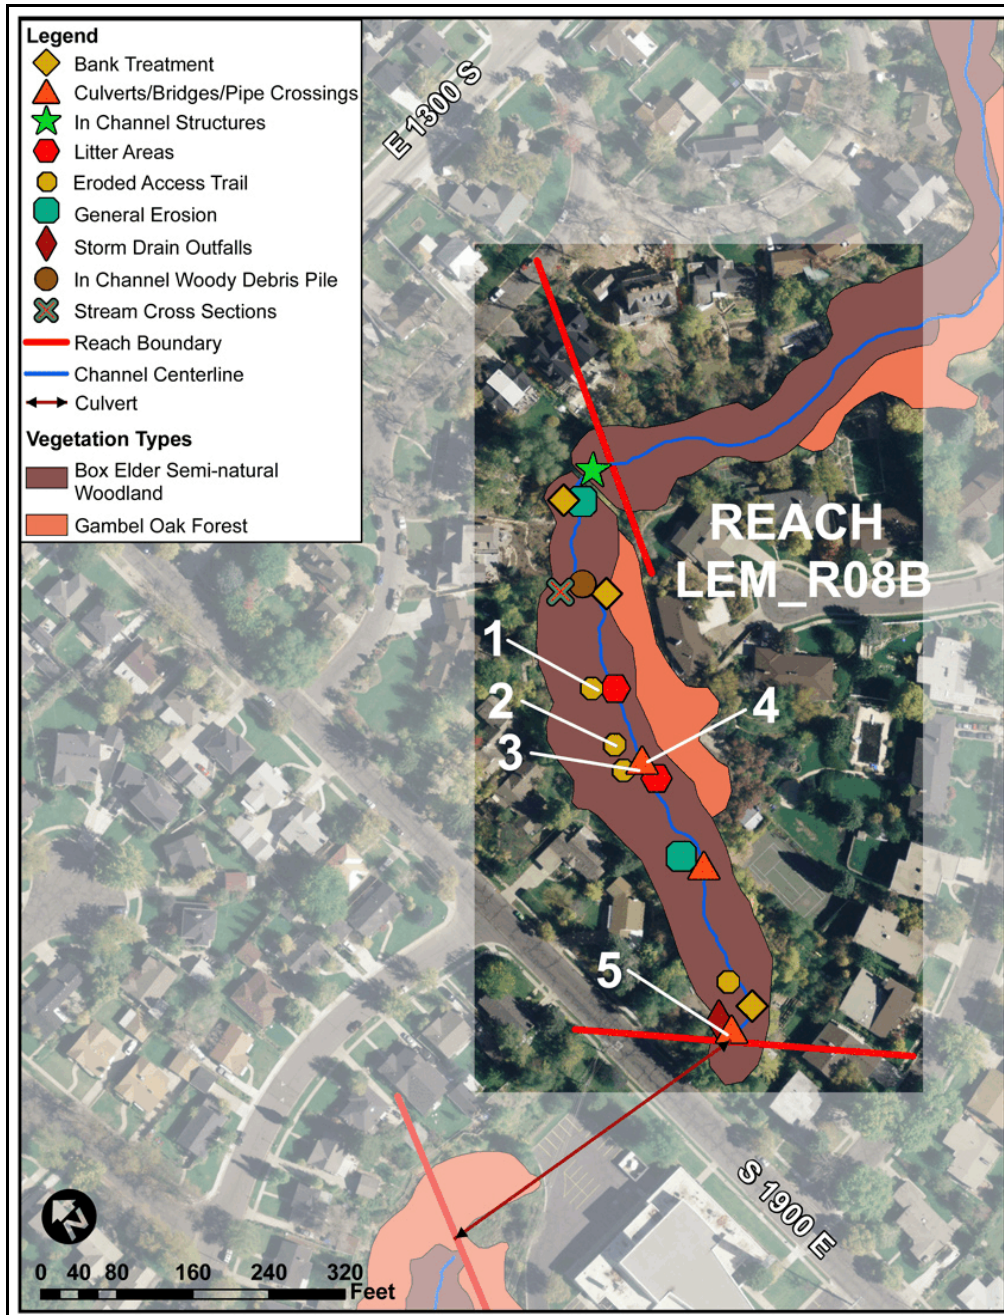 Legend
Bank Treatment
Culverts/Bridges/Pipe Crossings
In Channel Structures
Litter Areas
Eroded Access Trail
General Erosion
Storm Drain Outfalls
In Channel Woody Debris Pile
Stream Cross Sections
Reach Boundary
Channel Centerline
Culvert
Vegetation Types
Box Elder Semi-natural
Woodland
Gambel Oak Forest
E 1300 S
REACH
LEM_R08B
1
2
3
4
5
S 1900 E
N
0 40 80 160 240 320
Feet